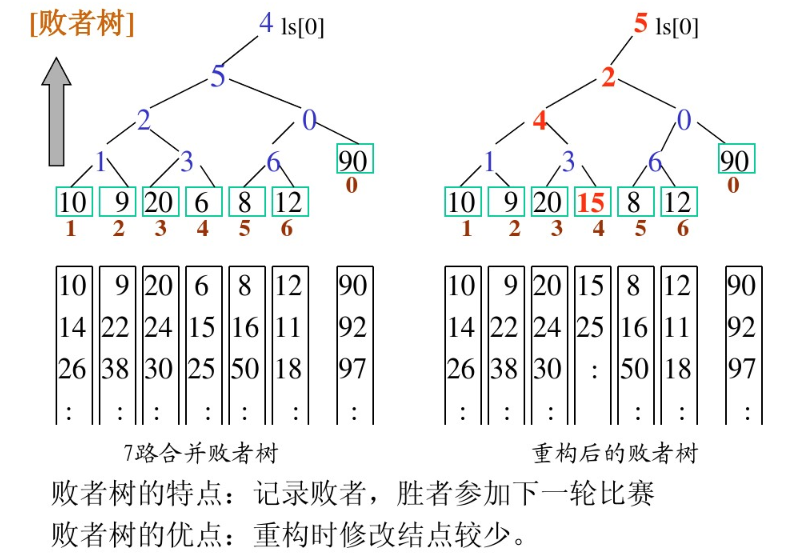 [败者树]
4 ls[0]
5 ls[0]
5
2
2 0
4 0
1 3 6 90
1 3 6 90
0
0
10 9 20 6 8 12
10 9 20 15 8 12
1 2 3 4 5 6
1 2 3 4 5 6
10 9 20 6 8 12 90
10 9 20 15 8 12 90
14 22 24 15 16 11 92
14 22 24 25 16 11 92
26 38 30 25 50 18 97
26 38 30 : 50 18 97
: : : : : : :
: : : : : :
7路合并败者树
重构后的败者树
败者树的特点：记录败者，胜者参加下一轮比赛
败者树的优点：重构时修改结点较少。